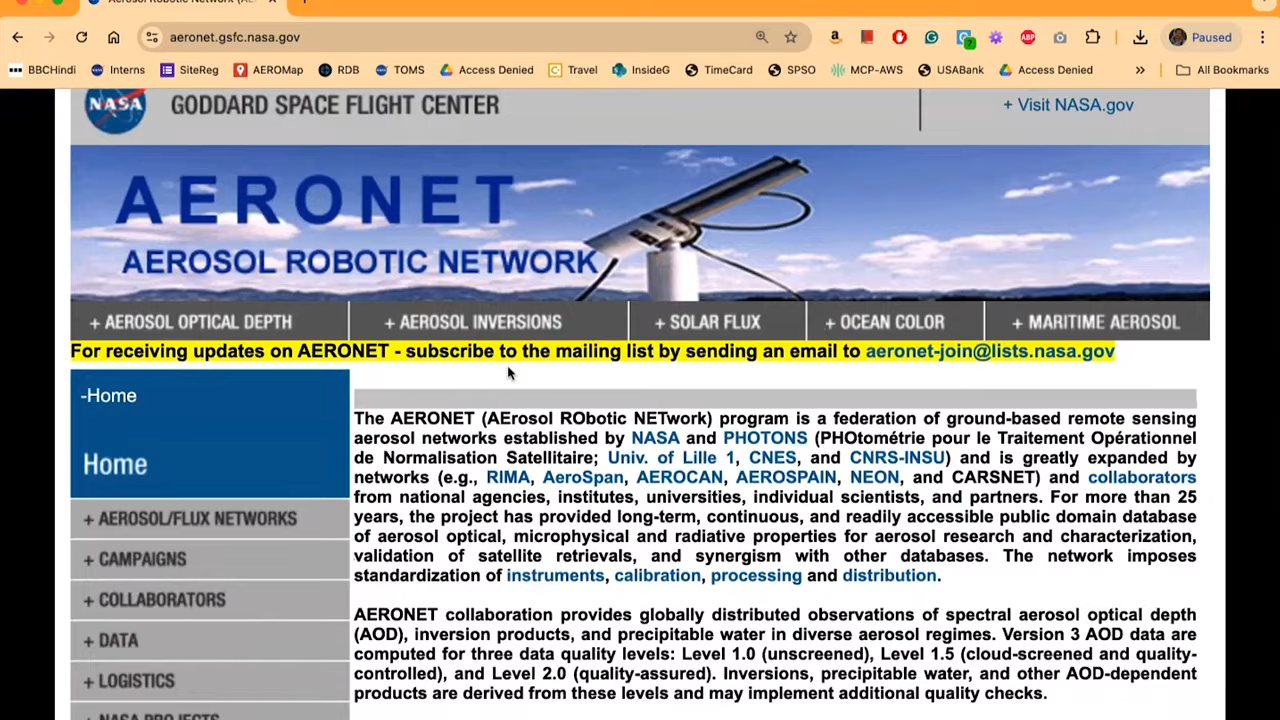 Aerosol Robotic Network (AE
aeronet.gsfc.nasa.gov
Paused
BBCHindi Interns SiteReg AEROMap RDB TOMS Access Denied Travel InsideG TimeCard SPSO MCP-AWS USABank Access Denied » All Bookmarks
NASA GODDARD SPACE FLIGHT CENTER + Visit NASA.gov
AERONET
AEROSOL ROBOTIC NETWORK
+ AEROSOL OPTICAL DEPTH + AEROSOL INVERSIONS + SOLAR FLUX + OCEAN COLOR + MARITIME AEROSOL
For receiving updates on AERONET - subscribe to the mailing list by sending an email to aeronet-join@lists.nasa.gov
-Home
Home
+ AEROSOL/FLUX NETWORKS
+ CAMPAIGNS
+ COLLABORATORS
+ DATA
+ LOGISTICS
+ NASA PROJECTS
The AERONET (AErosol RObotic NETwork) program is a federation of ground-based remote sensing
aerosol networks established by NASA and PHOTONS (PHOtométrie pour le Traitement Opérationnel
de Normalisation Satellitaire; Univ. of Lille 1, CNES, and CNRS-INSU) and is greatly expanded by
networks (e.g., RIMA, AeroSpan, AEROCAN, AEROSPAIN, NEON, and CARSNET) and collaborators
from national agencies, institutes, universities, individual scientists, and partners. For more than 25
years, the project has provided long-term, continuous, and readily accessible public domain database
of aerosol optical, microphysical and radiative properties for aerosol research and characterization,
validation of satellite retrievals, and synergism with other databases. The network imposes
standardization of instruments, calibration, processing and distribution.
AERONET collaboration provides globally distributed observations of spectral aerosol optical depth
(AOD), inversion products, and precipitable water in diverse aerosol regimes. Version 3 AOD data are
computed for three data quality levels: Level 1.0 (unscreened), Level 1.5 (cloud-screened and quality-
controlled), and Level 2.0 (quality-assured). Inversions, precipitable water, and other AOD-dependent
products are derived from these levels and may implement additional quality checks.